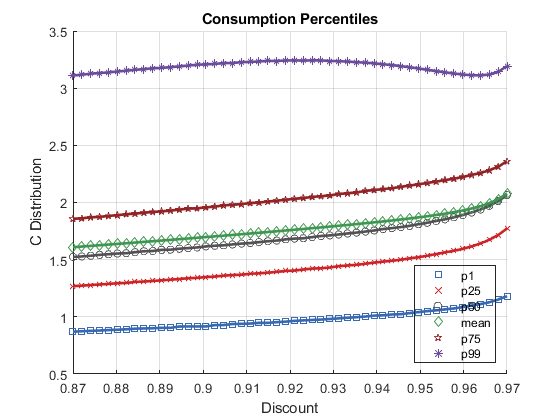 Consumption Percentiles
3.5
3
2.5
2
1.5
1
0.5
C Distribution
p1
p25
p50
mean
p75
p99
0.87 0.88 0.89 0.9 0.91 0.92 0.93 0.94 0.95 0.96 0.97
Discount